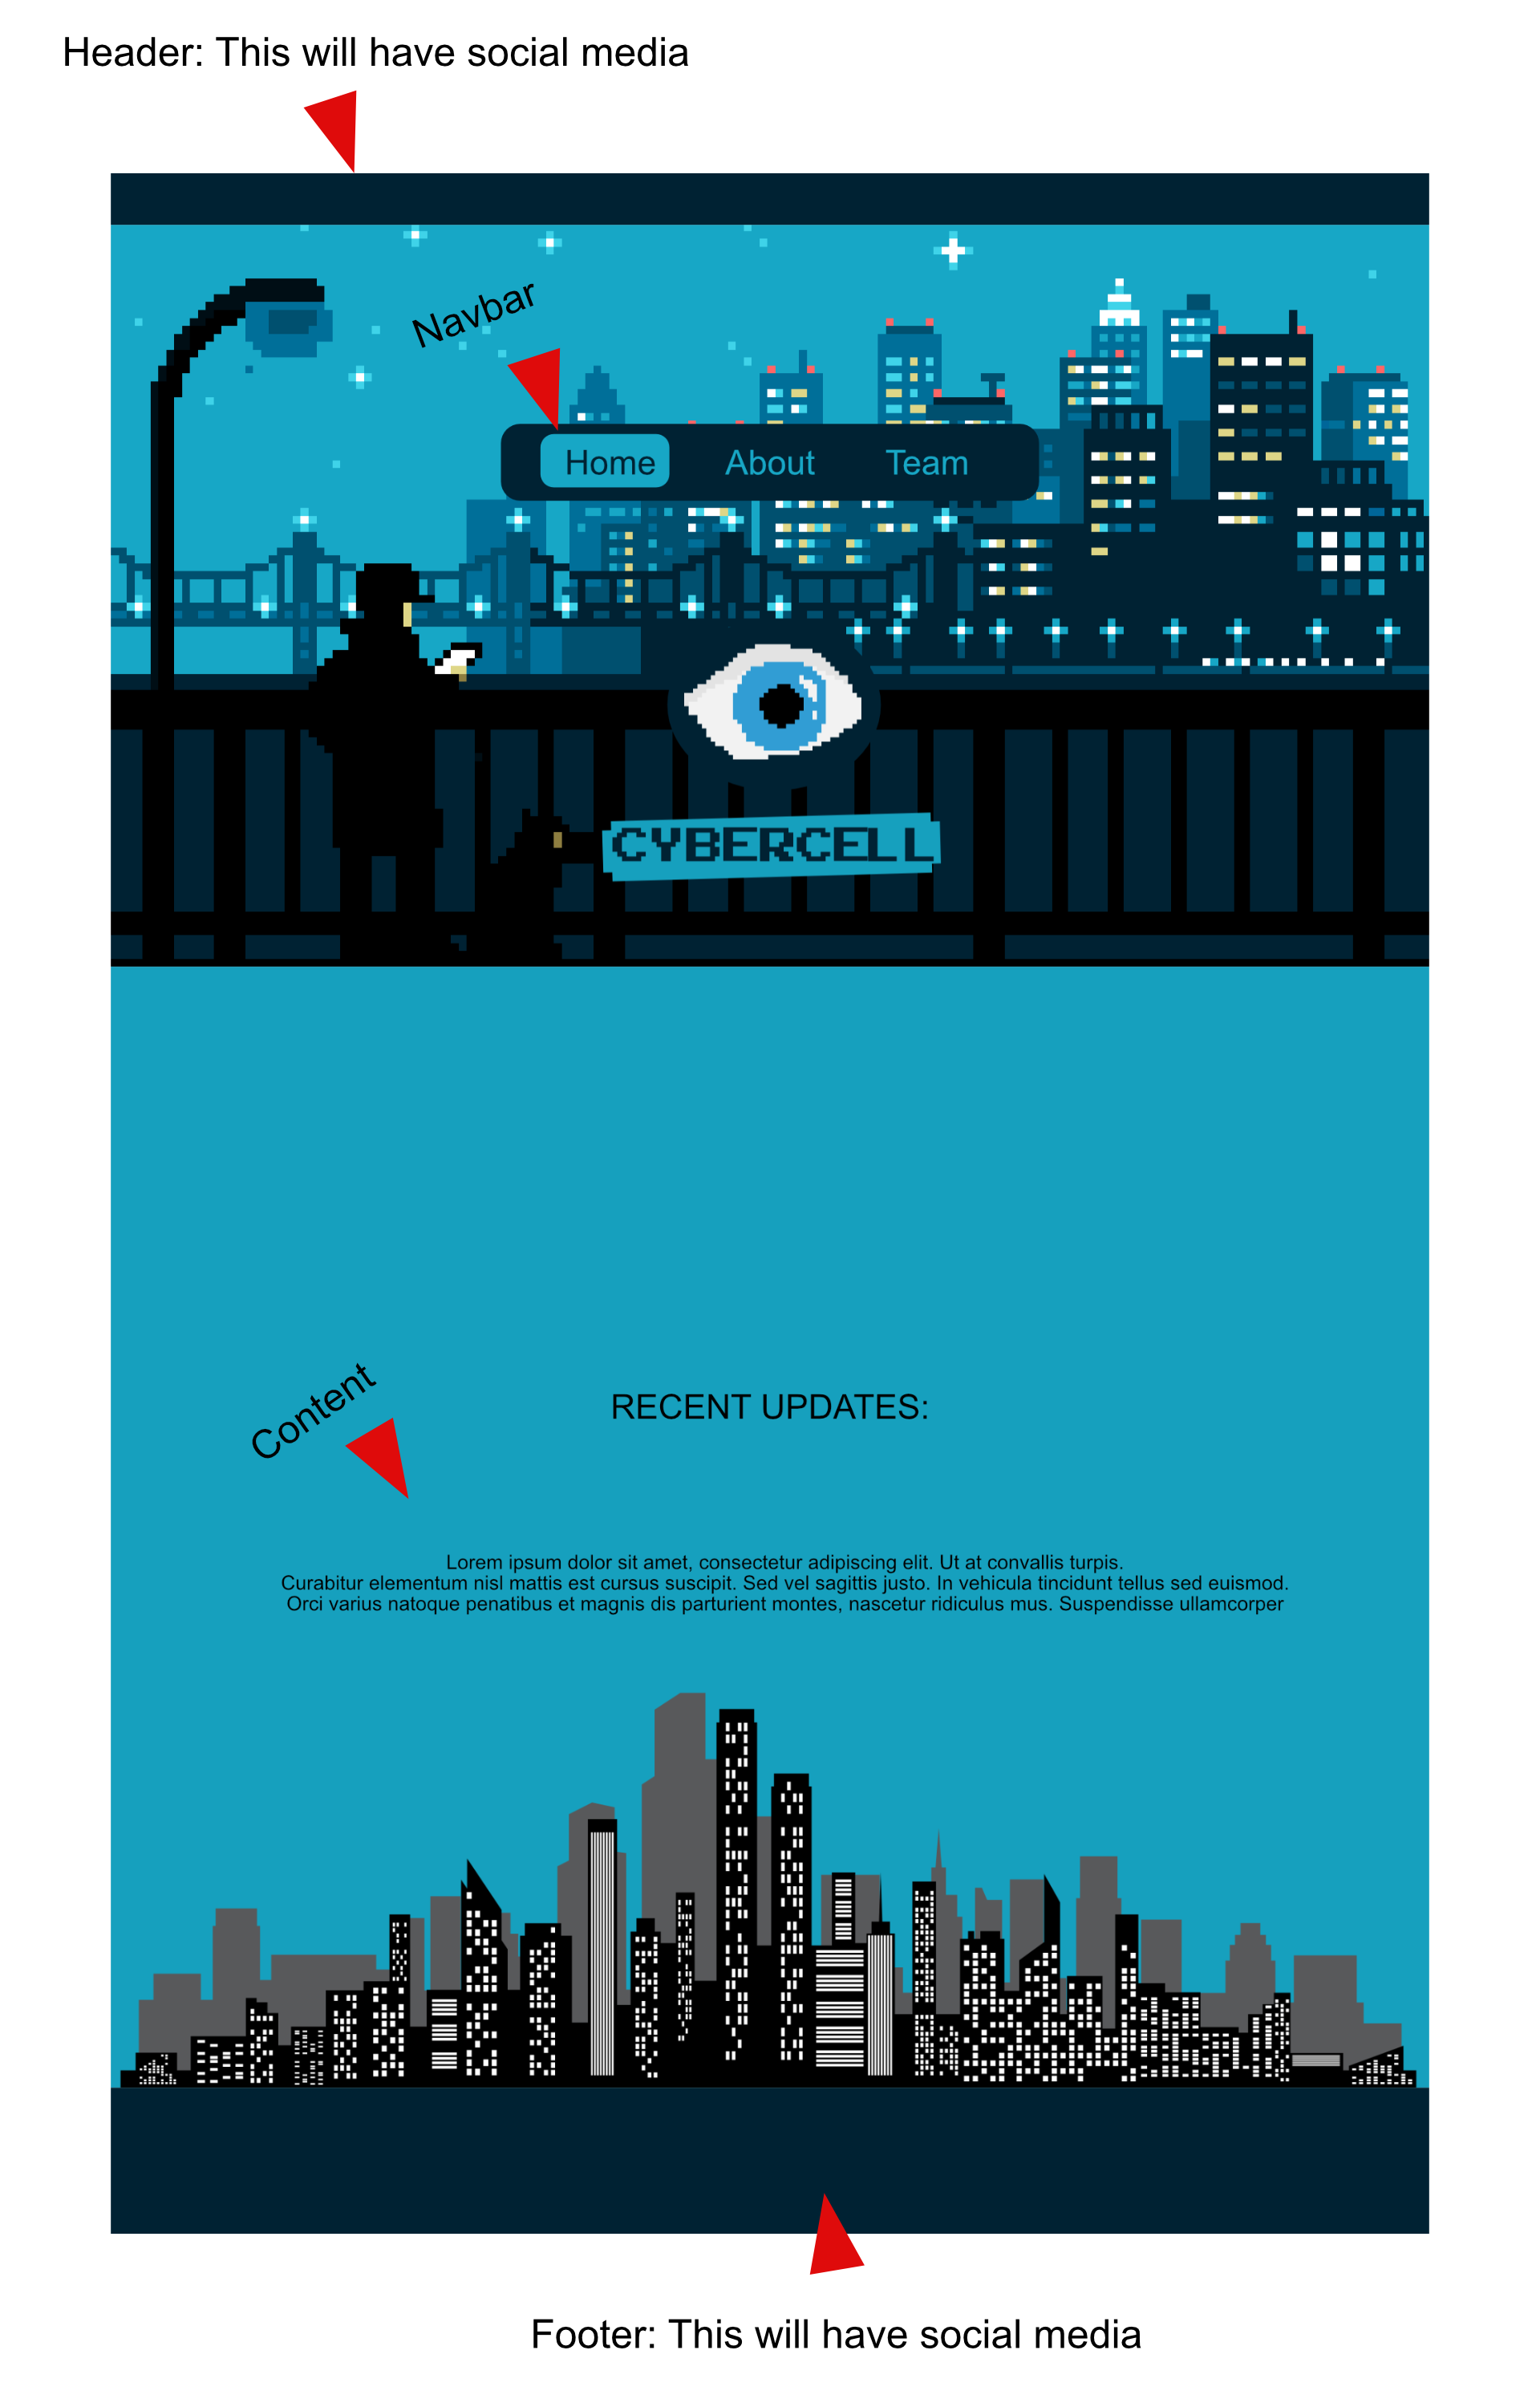 Header: This will have social media
Navbar
Home About Team
CYBERCELL
Content
RECENT UPDATES:
Lorem ipsum dolor sit amet, consectetur adipiscing elit. Ut at convallis turpis.
Curabitur elementum nisl mattis est cursus suscipit. Sed vel sagittis justo. In vehicula tincidunt tellus sed euismod.
Orci varius natoque penatibus et magnis dis parturient montes, nascetur ridiculus mus. Suspendisse ullamcorper
Footer: This will have social media